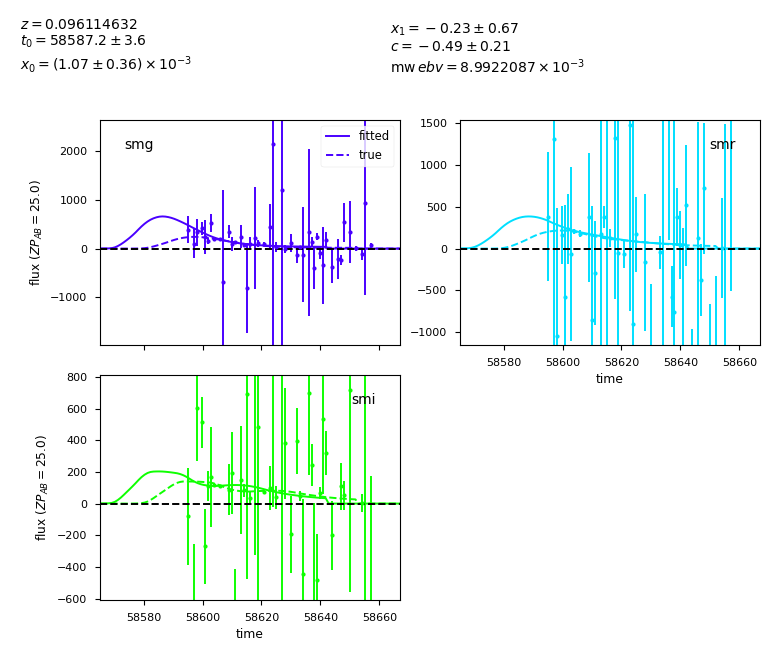 z = 0.096114632
t₀ = 58587.2 ± 3.6
x₀ = (1.07 ± 0.36) × 10⁻³
x₁ = −0.23 ± 0.67
c = −0.49 ± 0.21
mw ebv = 8.9922087 × 10⁻³
smg
fitted
true
2000
1000
0
−1000
flux (ZP_AB = 25.0)
smr
1500
1000
500
0
−500
−1000
58580 58600 58620 58640 58660
time
smi
800
600
400
200
0
−200
−400
−600
flux (ZP_AB = 25.0)
58580 58600 58620 58640 58660
time